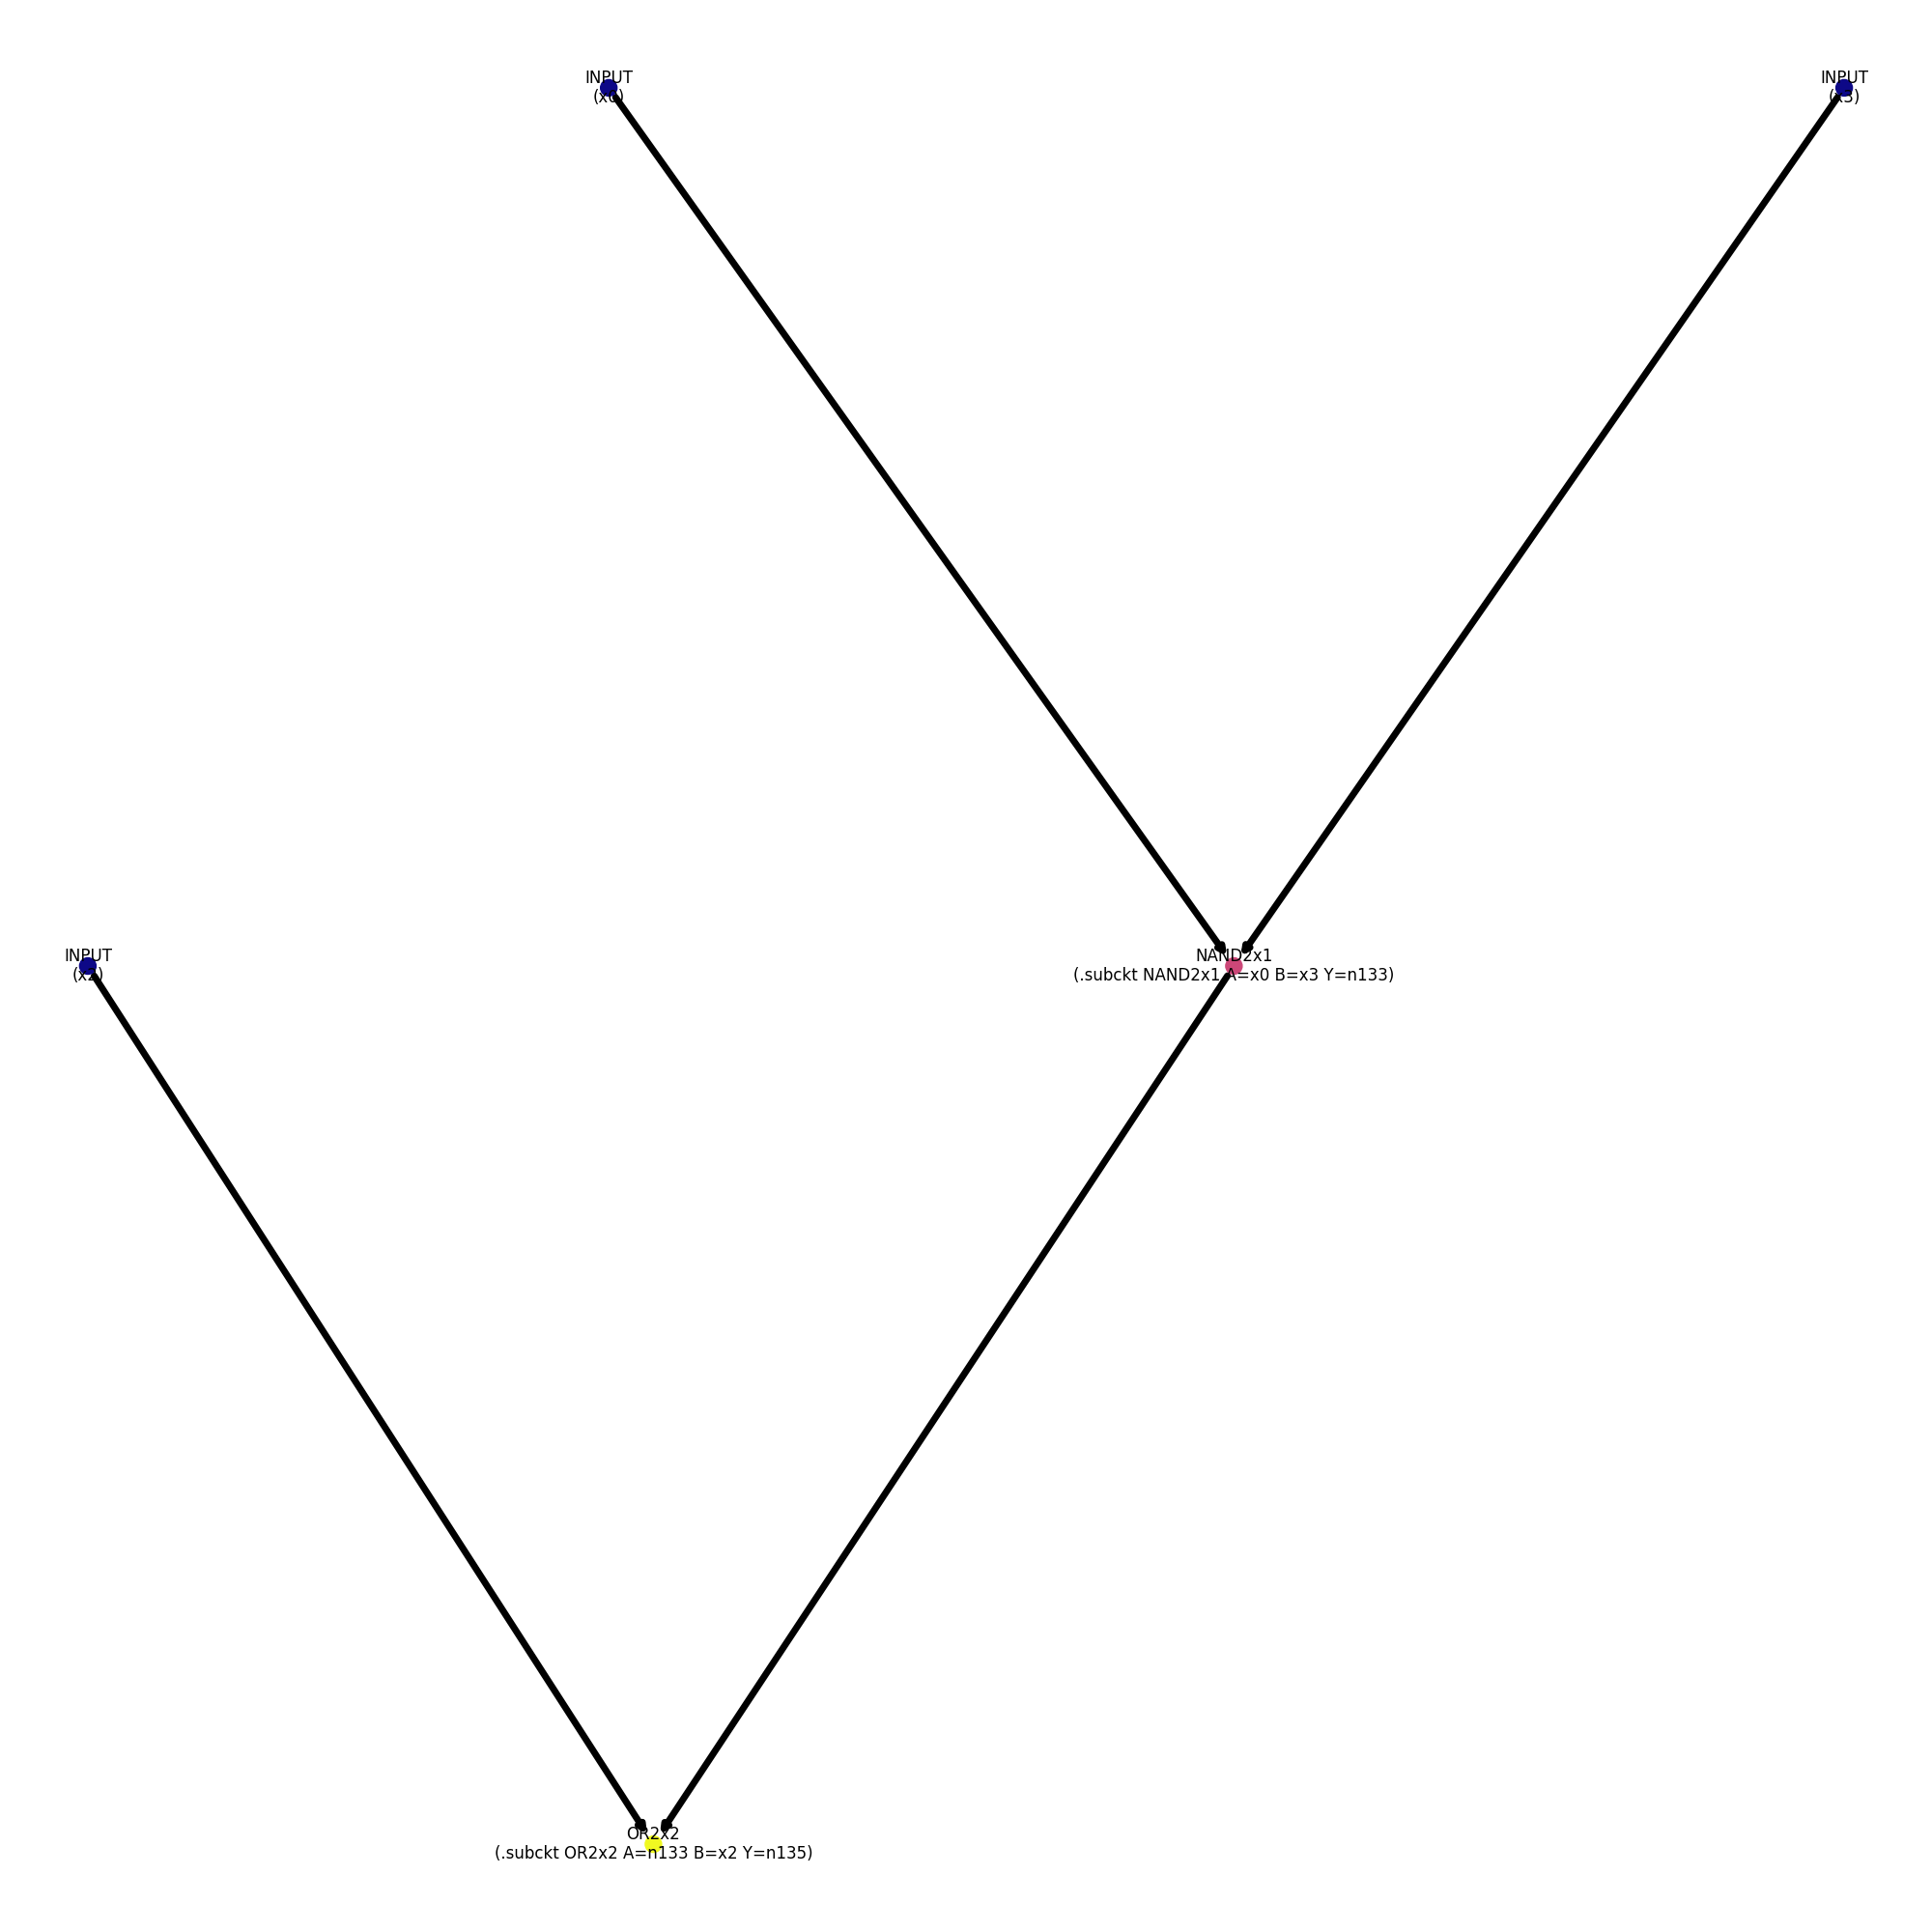 INPUT
(x0)
INPUT
(x3)
INPUT
(x2)
NAND2x1
(.subckt NAND2x1 A=x0 B=x3 Y=n133)
OR2x2
(.subckt OR2x2 A=n133 B=x2 Y=n135)